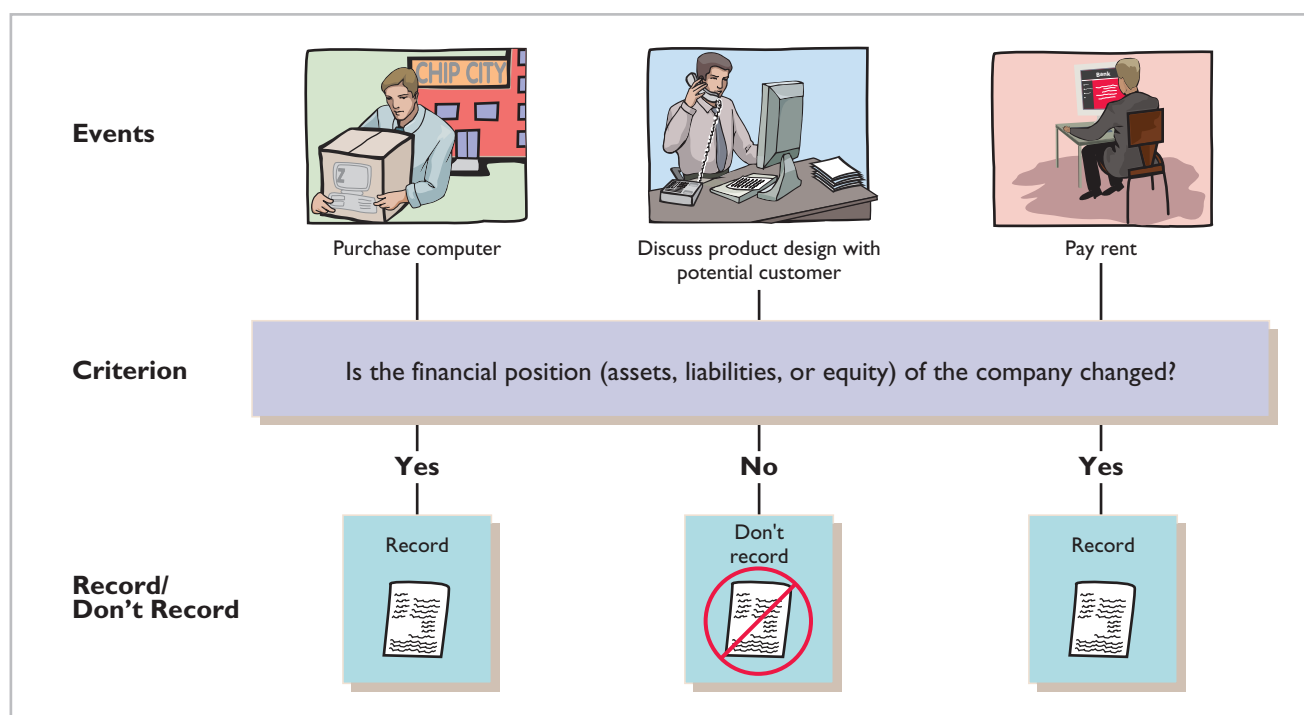 Events
CHIP CITY
Z
Bank
Purchase computer
Discuss product design with
potential customer
Pay rent
Criterion
Is the financial position (assets, liabilities, or equity) of the company changed?
Yes
No
Yes
Record/
Don’t Record
Record
Don't
record
Record